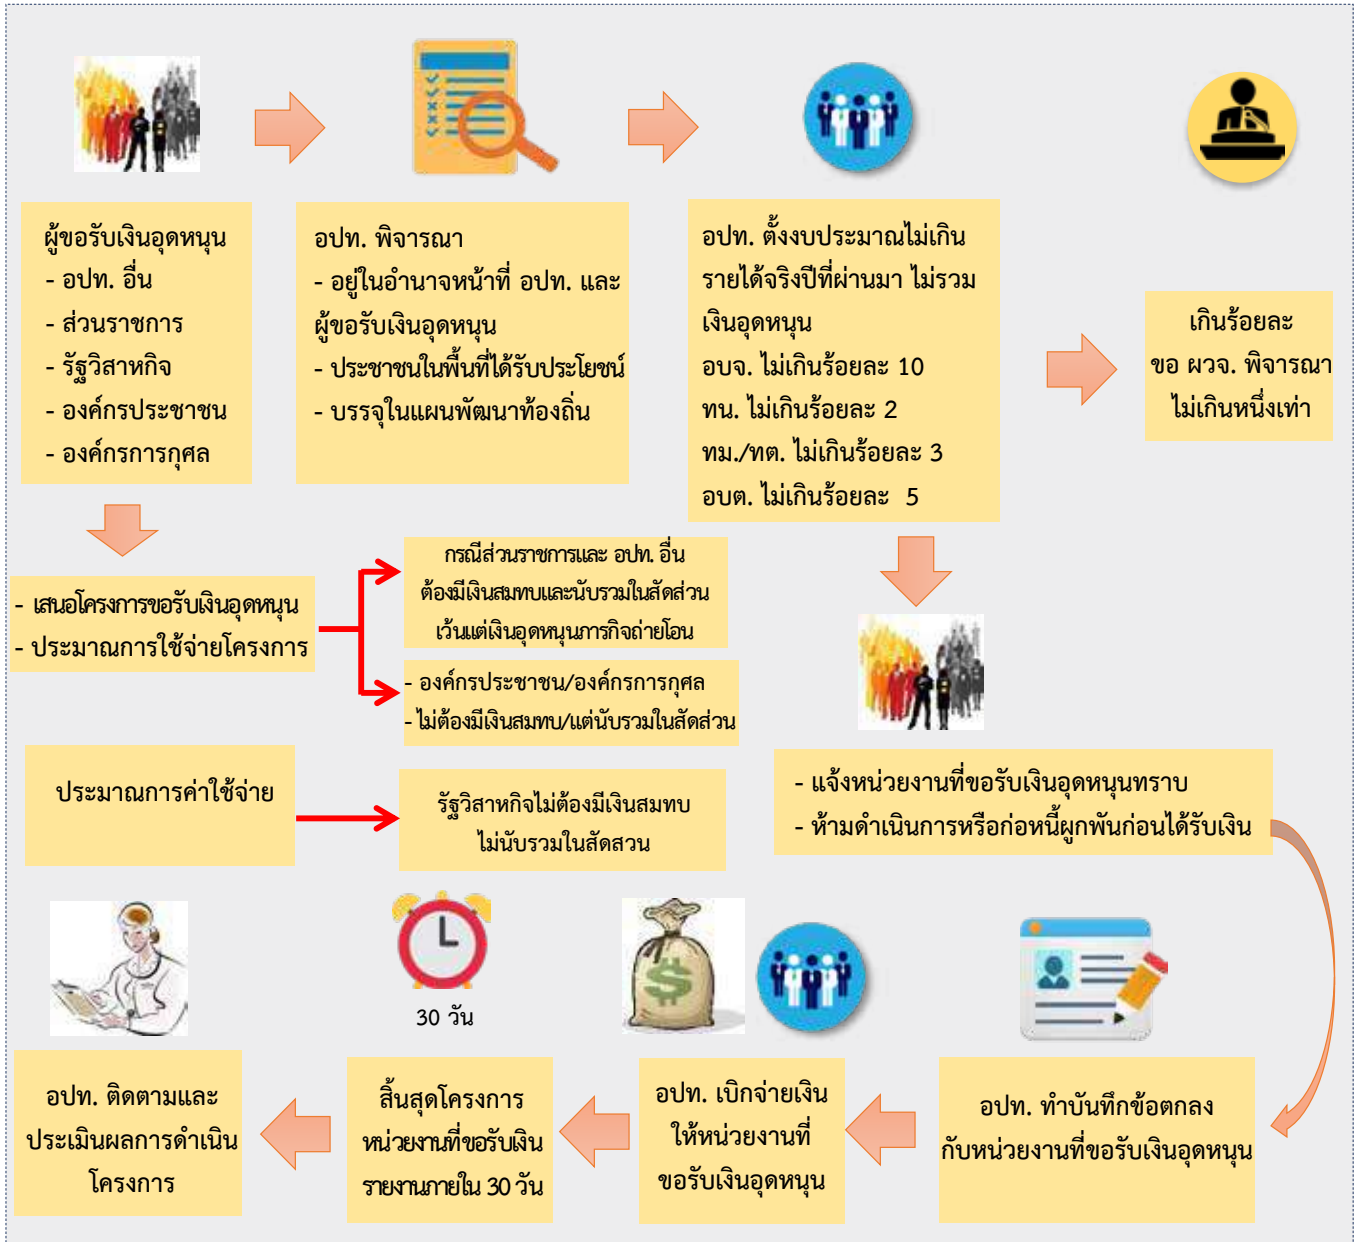 ผู้ขอรับเงินอุดหนุน
- อปท. อื่น
- ส่วนราชการ
- รัฐวิสาหกิจ
- องค์กรประชาชน
- องค์กรการกุศล
อปท. พิจารณา
- อยู่ในอำนาจหน้าที่ อปท. และ
ผู้ขอรับเงินอุดหนุน
- ประชาชนในพื้นที่ได้รับประโยชน์
- บรรจุในแผนพัฒนาท้องถิ่น
อปท. ตั้งงบประมาณไม่เกิน
รายได้จริงปีที่ผ่านมา ไม่รวม
เงินอุดหนุน
อบจ. ไม่เกินร้อยละ 10
ทน. ไม่เกินร้อยละ 2
ทม./ทต. ไม่เกินร้อยละ 3
อบต. ไม่เกินร้อยละ 5
เกินร้อยละ
ขอ ผวจ. พิจารณา
ไม่เกินหนึ่งเท่า
- เสนอโครงการขอรับเงินอุดหนุน
- ประมาณการใช้จ่ายโครงการ
กรณีส่วนราชการและ อปท. อื่น
ต้องมีเงินสมทบและนับรวมในสัดส่วน
เว้นแต่เงินอุดหนุนภารกิจถ่ายโอน
- องค์กรประชาชน/องค์กรการกุศล
- ไม่ต้องมีเงินสมทบ/แต่นับรวมในสัดส่วน
ประมาณการค่าใช้จ่าย
รัฐวิสาหกิจไม่ต้องมีเงินสมทบ
ไม่นับรวมในสัดสวน
- แจ้งหน่วยงานที่ขอรับเงินอุดหนุนทราบ
- ห้ามดำเนินการหรือก่อหนี้ผูกพันก่อนได้รับเงิน
30 วัน
อปท. ติดตามและ
ประเมินผลการดำเนิน
โครงการ
สิ้นสุดโครงการ
หน่วยงานที่ขอรับเงิน
รายงานภายใน 30 วัน
อปท. เบิกจ่ายเงิน
ให้หน่วยงานที่
ขอรับเงินอุดหนุน
อปท. ทำบันทึกข้อตกลง
กับหน่วยงานที่ขอรับเงินอุดหนุน